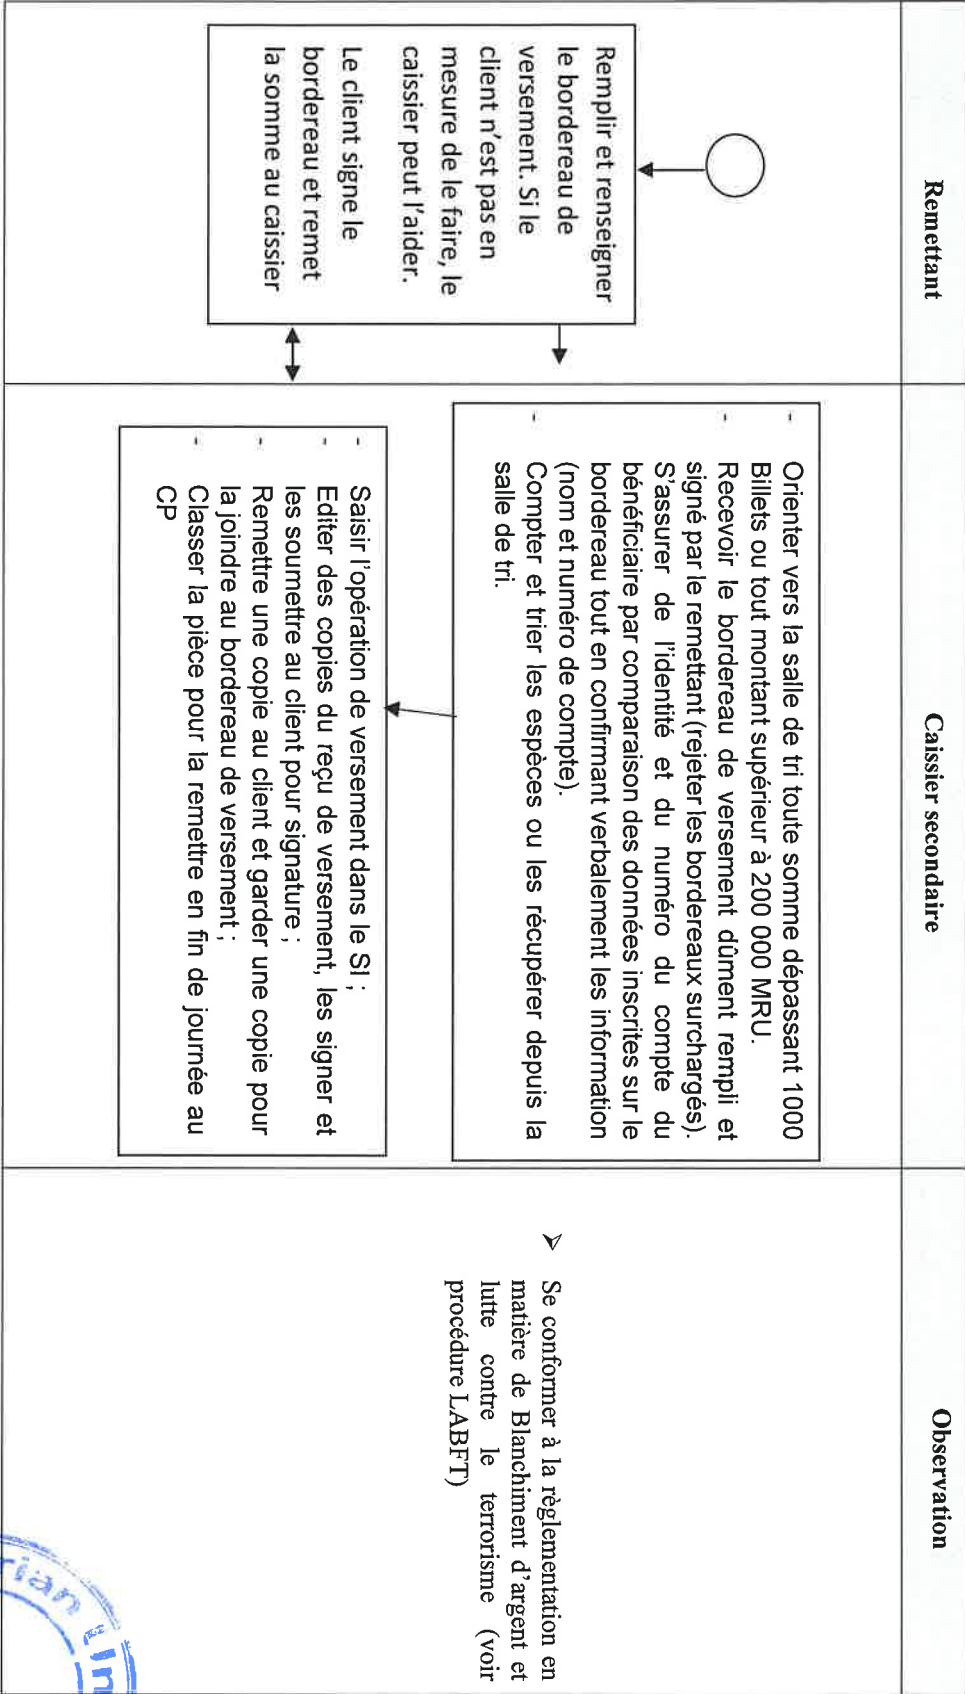 Remettant
Caissier secondaire
Observation
Remplir et renseigner
le bordereau de
versement. Si le
client n'est pas en
mesure de le faire, le
caissier peut l'aider.
Le client signe le
bordereau et remet
la somme au caissier
- Orienter vers la salle de tri toute somme dépassant 1000
Billets ou tout montant supérieur à 200 000 MRU.
- Recevoir le bordereau de versement dûment rempli et
signé par le remettant (rejeter les bordereaux surchargés).
S'assurer de l'identité et du numéro du compte du
bénéficiaire par comparaison des données inscrites sur le
bordereau tout en confirmant verbalement les information
(nom et numéro de compte).
- Compter et trier les espèces ou les récupérer depuis la
salle de tri.
- Saisir l'opération de versement dans le SI ;
- Editer des copies du reçu de versement, les signer et
les soumettre au client pour signature ;
- Remettre une copie au client et garder une copie pour
la joindre au bordereau de versement ;
- Classer la pièce pour la remettre en fin de journée au
CP
➢ Se conformer à la règlementation en
matière de Blanchiment d'argent et
lutte contre le terrorisme (voir
procédure LABFT)